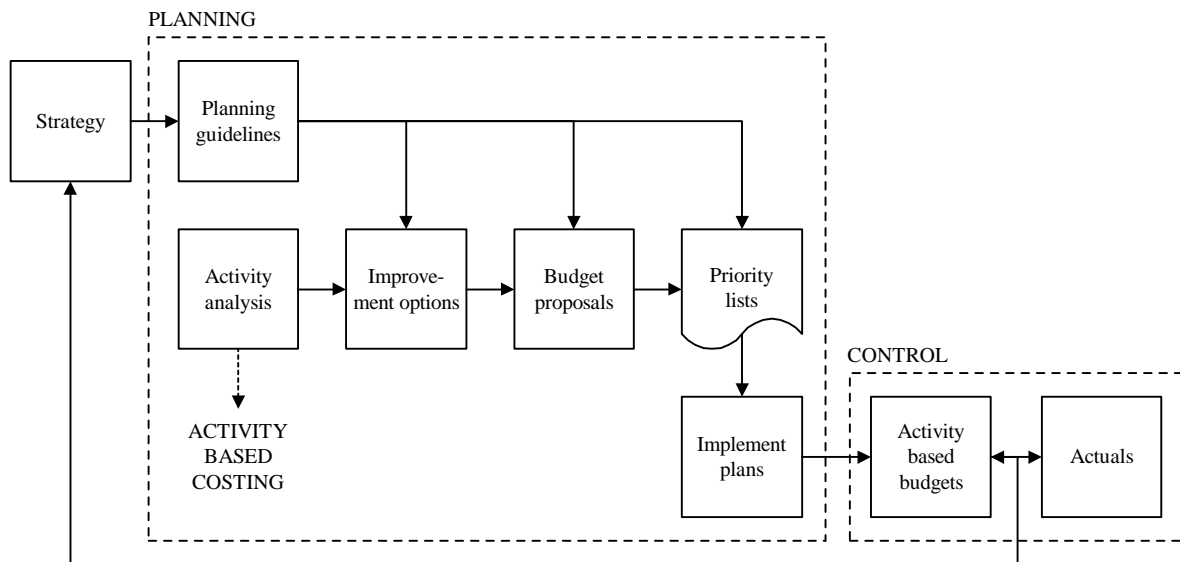 PLANNING
Strategy
Planning
guidelines
Activity
analysis
Improve-
ment options
Budget
proposals
Priority
lists
ACTIVITY
BASED
COSTING
Implement
plans
CONTROL
Activity
based
budgets
Actuals